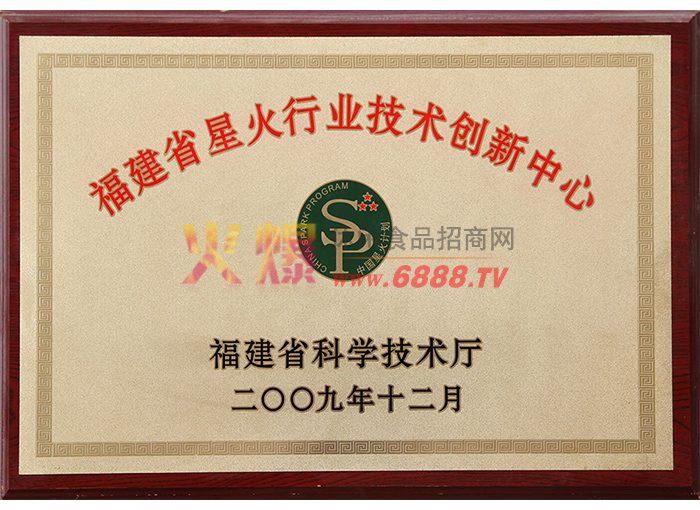 福建省星火行业技术创新中心
CHINA SPARK PROGRAM
SP
中国星火计划
火爆 食品招商网
www.6888.TV
福建省科学技术厅
二〇〇九年十二月